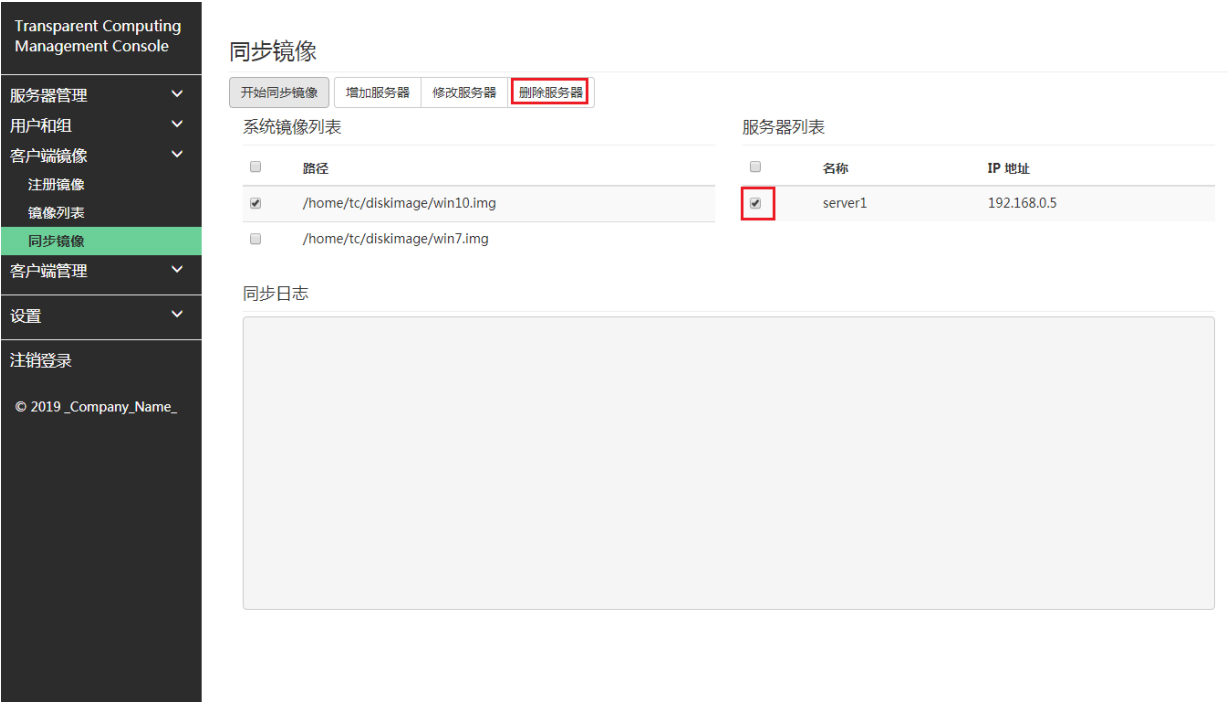 Transparent Computing
Management Console
服务器管理
用户和组
客户端镜像
注册镜像
镜像列表
同步镜像
客户端管理
设置
注销登录
© 2019 _Company_Name_
同步镜像
开始同步镜像 增加服务器 修改服务器 删除服务器
系统镜像列表
路径
/home/tc/diskimage/win10.img
/home/tc/diskimage/win7.img
服务器列表
名称 IP 地址
server1 192.168.0.5
同步日志